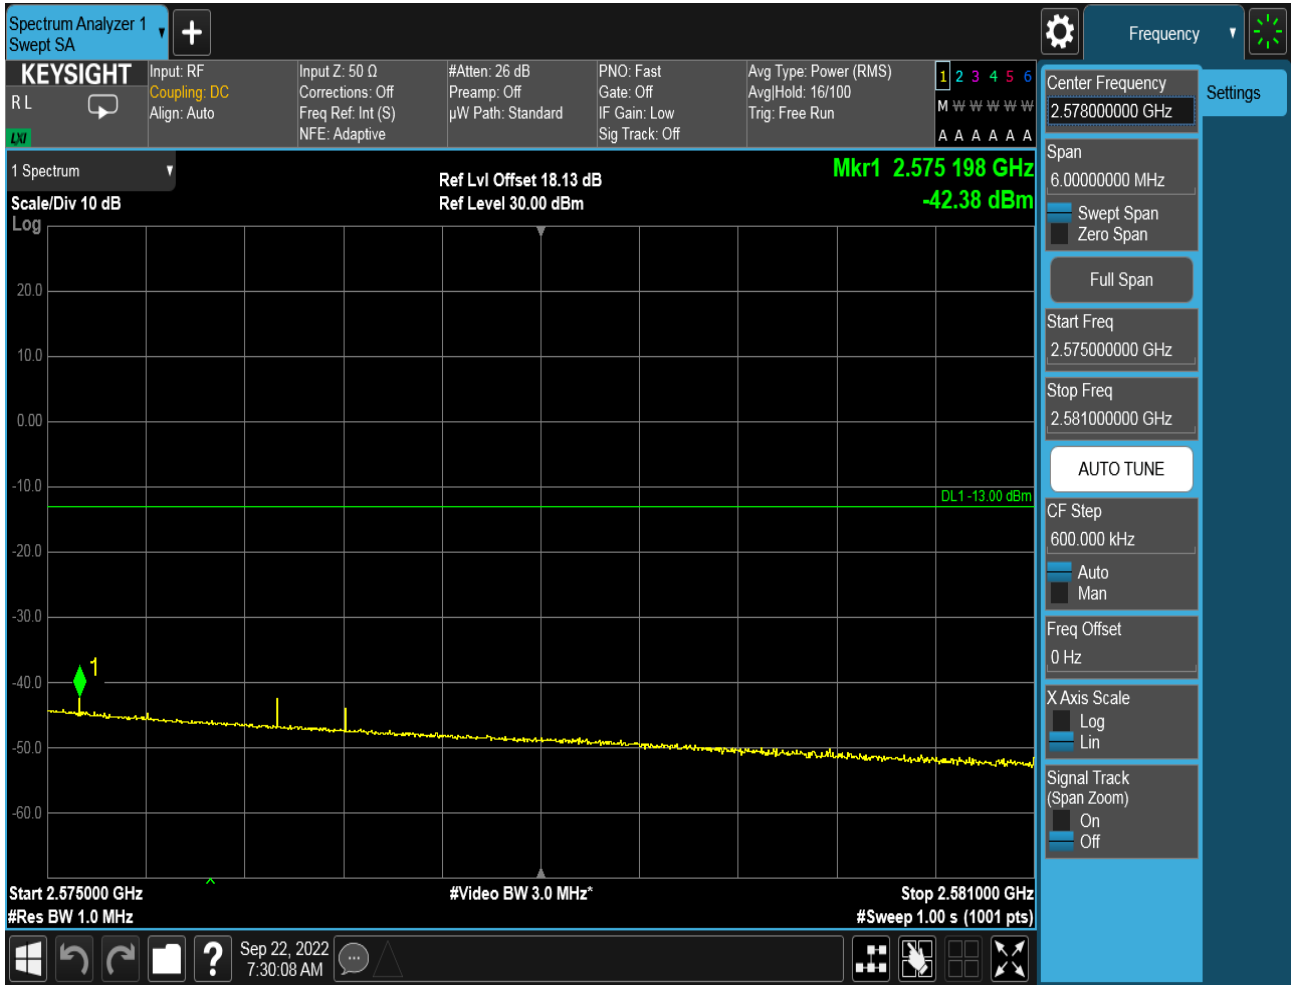 Spectrum Analyzer 1
Swept SA
Frequency
KEYSIGHT
R L
LXI
Input: RF
Coupling: DC
Align: Auto
Input Z: 50 Ω
Corrections: Off
Freq Ref: Int (S)
NFE: Adaptive
#Atten: 26 dB
Preamp: Off
µW Path: Standard
PNO: Fast
Gate: Off
IF Gain: Low
Sig Track: Off
Avg Type: Power (RMS)
Avg|Hold: 16/100
Trig: Free Run
1 2 3 4 5 6
M W W W W W
A A A A A A
1 Spectrum
Scale/Div 10 dB
Log
Ref Lvl Offset 18.13 dB
Ref Level 30.00 dBm
Mkr1 2.575 198 GHz
-42.38 dBm
20.0
10.0
0.00
-10.0
-20.0
-30.0
-40.0
-50.0
-60.0
DL1 -13.00 dBm
1
Start 2.575000 GHz
#Res BW 1.0 MHz
#Video BW 3.0 MHz*
Stop 2.581000 GHz
#Sweep 1.00 s (1001 pts)
Center Frequency
2.578000000 GHz
Settings
Span
6.00000000 MHz
Swept Span
Zero Span
Full Span
Start Freq
2.575000000 GHz
Stop Freq
2.581000000 GHz
AUTO TUNE
CF Step
600.000 kHz
Auto
Man
Freq Offset
0 Hz
X Axis Scale
Log
Lin
Signal Track
(Span Zoom)
On
Off
?
Sep 22, 2022
7:30:08 AM